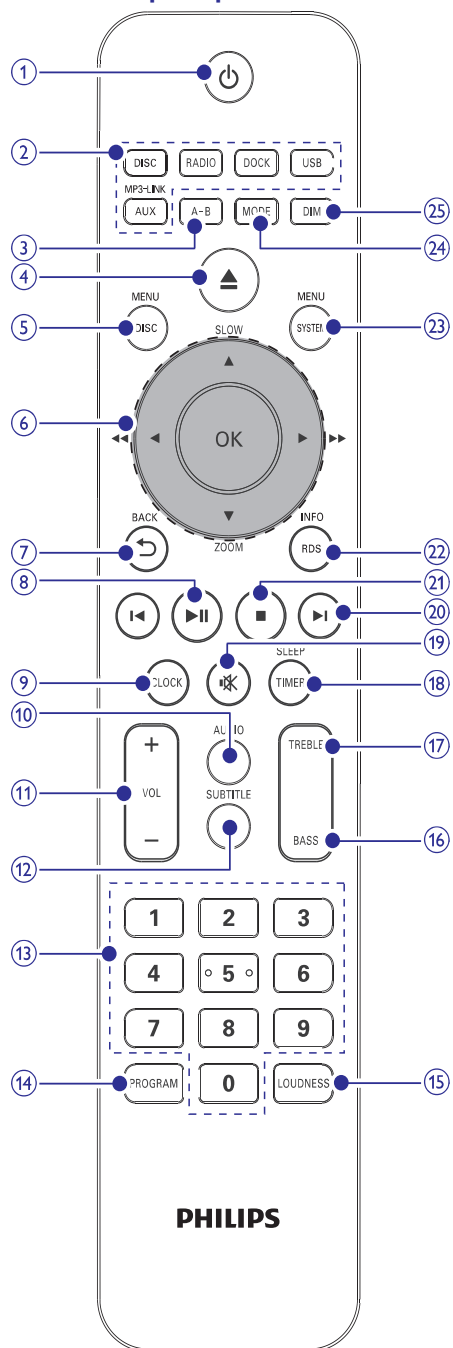 1
2
DISC RADIO DOCK USB
MP3-LINK
AUX A-B MODE DIM
25
3
24
4
MENU MENU
5
DISC SYSTEM
23
SLOW
6
OK
BACK INFO
7
ZOOM
RDS
22
8
21
20
19
SLEEP
9
CLOCK TIMER
18
10
AUDIO
TREBLE
17
+
11
VOL
SUBTITLE
−
BASS
16
12
1 2 3
13
4 5 6
7 8 9
14
PROGRAM 0 LOUDNESS
15
PHILIPS